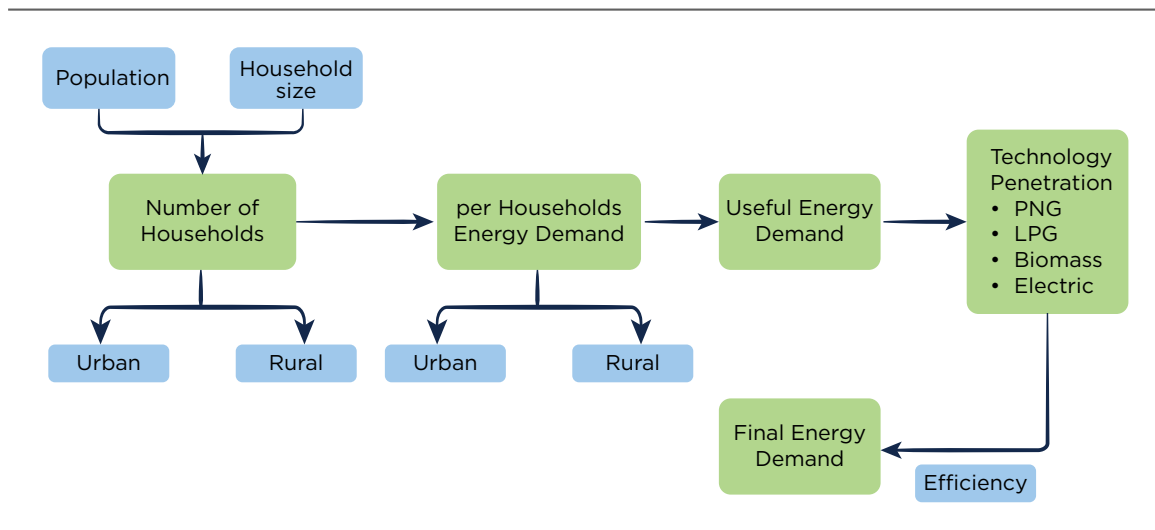 Population
Household
size
Number of
Households
per Households
Energy Demand
Useful Energy
Demand
Technology
Penetration
• PNG
• LPG
• Biomass
• Electric
Urban
Rural
Urban
Rural
Final Energy
Demand
Efficiency